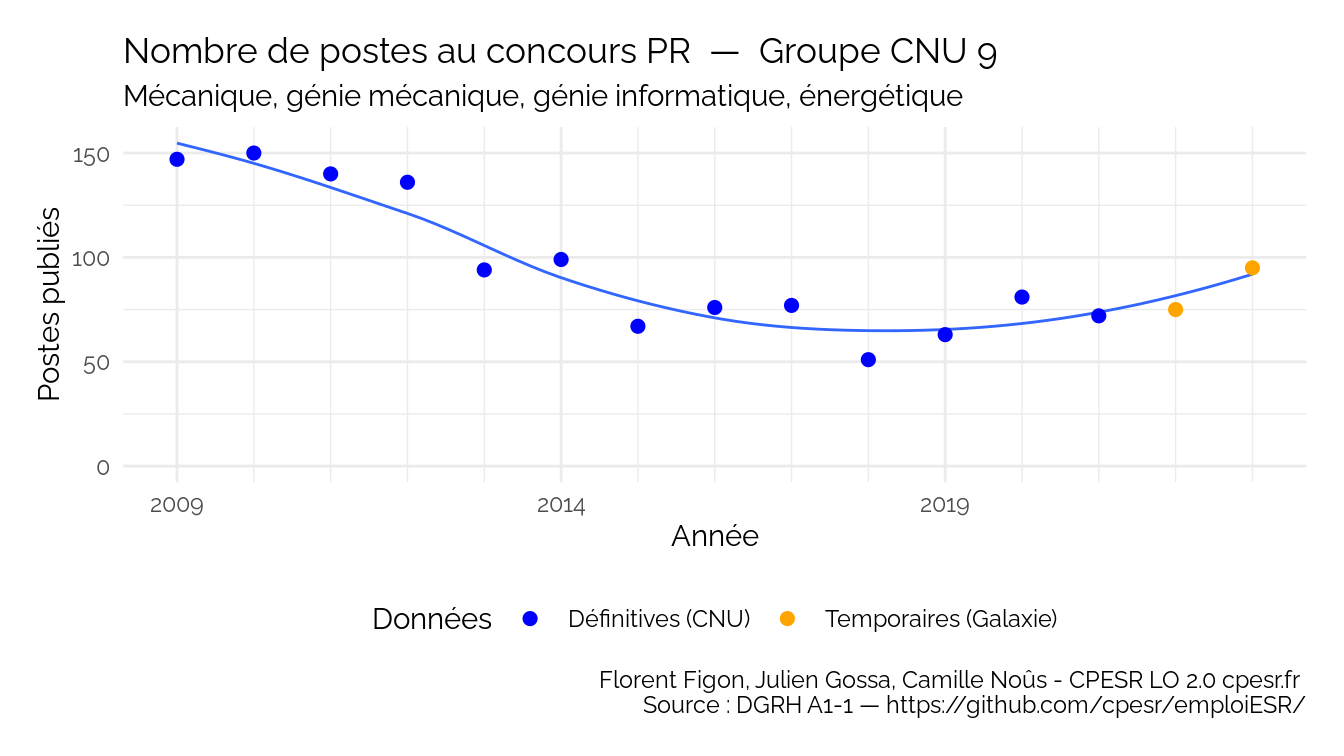 Nombre de postes au concours PR  —  Groupe CNU 9
Mécanique, génie mécanique, génie informatique, énergétique
Postes publiés
150
100
50
0
2009 2014 2019
Année
Données Définitives (CNU) Temporaires (Galaxie)
Florent Figon, Julien Gossa, Camille Noûs - CPESR LO 2.0 cpesr.fr
Source : DGRH A1-1 — https://github.com/cpesr/emploiESR/